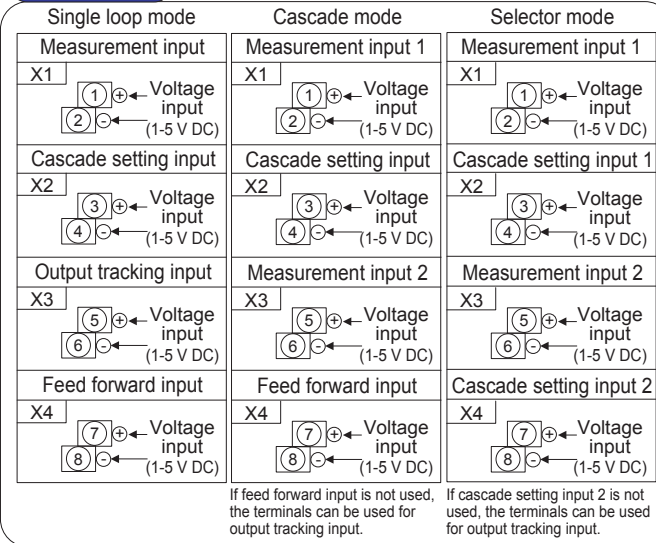 Single loop mode
Measurement input
X1
1 + Voltage
input
2 - (1-5 V DC)
Cascade setting input
X2
3 + Voltage
input
4 - (1-5 V DC)
Output tracking input
X3
5 + Voltage
input
6 - (1-5 V DC)
Feed forward input
X4
7 + Voltage
input
8 - (1-5 V DC)
Cascade mode
Measurement input 1
X1
1 + Voltage
input
2 - (1-5 V DC)
Cascade setting input
X2
3 + Voltage
input
4 - (1-5 V DC)
Measurement input 2
X3
5 + Voltage
input
6 - (1-5 V DC)
Feed forward input
X4
7 + Voltage
input
8 - (1-5 V DC)
If feed forward input is not used,
the terminals can be used for
output tracking input.
Selector mode
Measurement input 1
X1
1 + Voltage
input
2 - (1-5 V DC)
Cascade setting input 1
X2
3 + Voltage
input
4 - (1-5 V DC)
Measurement input 2
X3
5 + Voltage
input
6 - (1-5 V DC)
Cascade setting input 2
X4
7 + Voltage
input
8 - (1-5 V DC)
If cascade setting input 2 is not
used, the terminals can be used
for output tracking input.